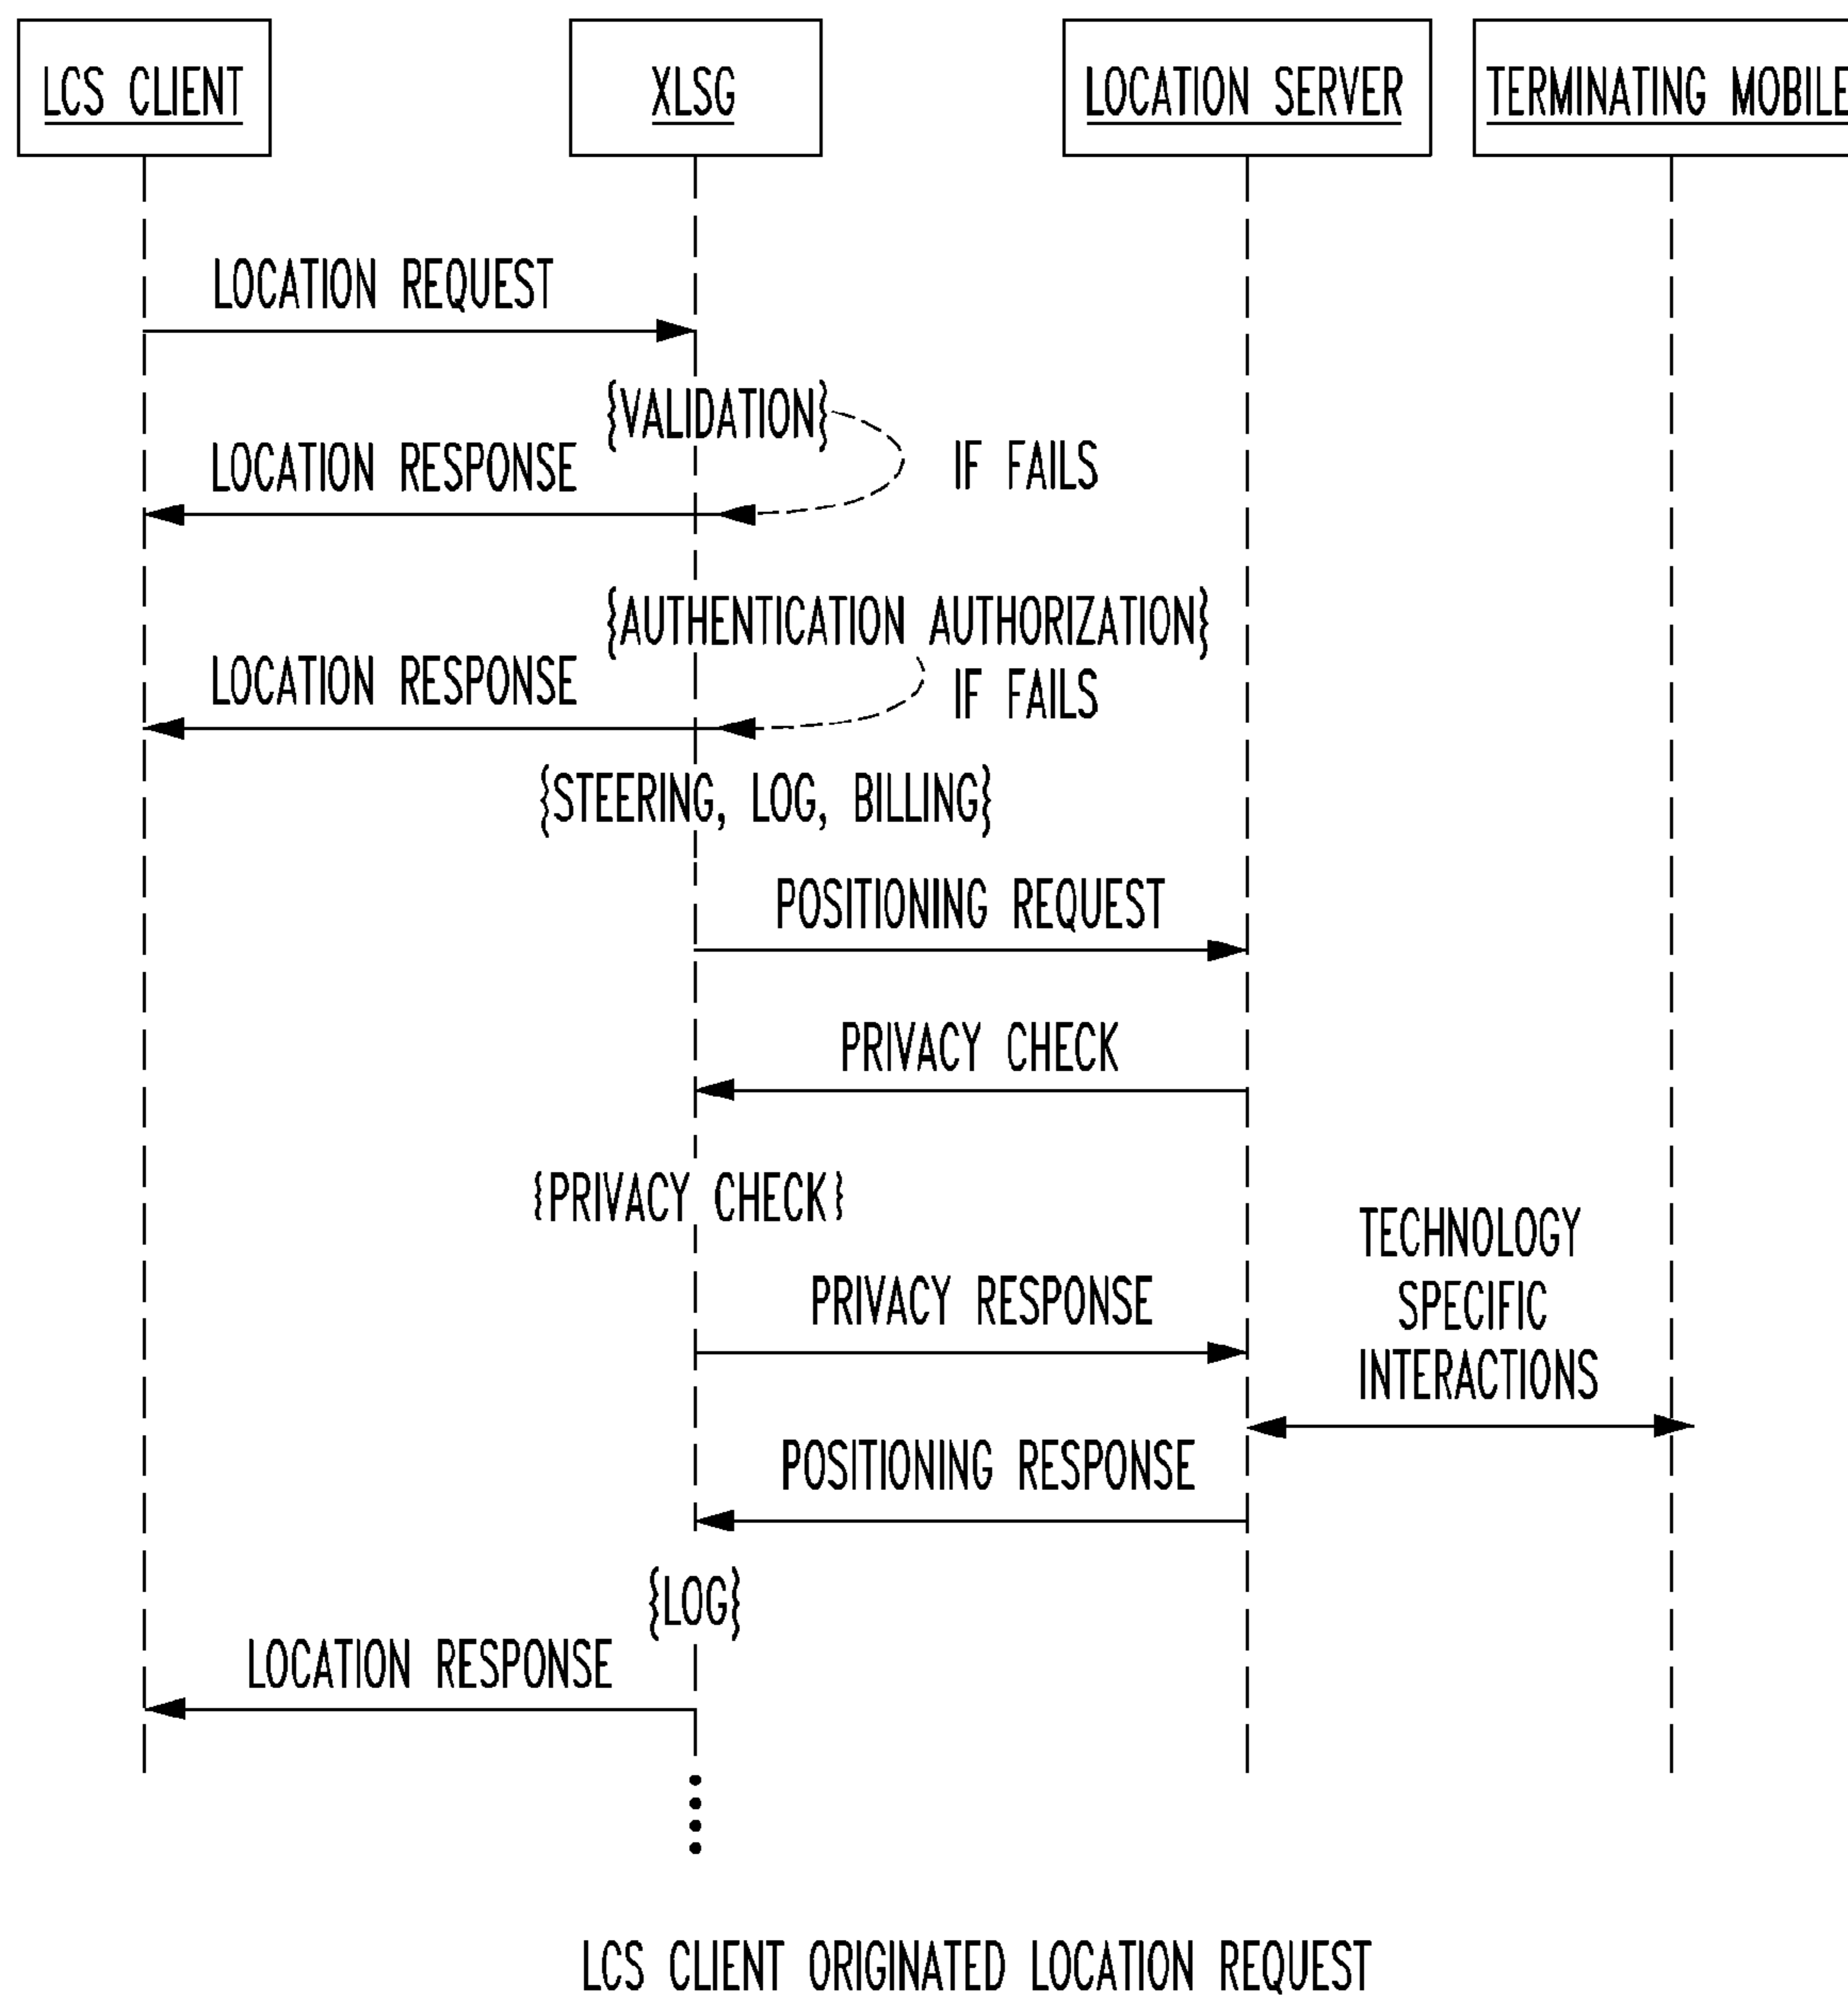 LCS CLIENT
XLSG
LOCATION SERVER
TERMINATING MOBILE
LOCATION REQUEST
{VALIDATION}
LOCATION RESPONSE
IF FAILS
{AUTHENTICATION AUTHORIZATION}
LOCATION RESPONSE
IF FAILS
{STEERING, LOG, BILLING}
POSITIONING REQUEST
PRIVACY CHECK
{PRIVACY CHECK}
PRIVACY RESPONSE
TECHNOLOGY
SPECIFIC
INTERACTIONS
POSITIONING RESPONSE
{LOG}
LOCATION RESPONSE
LCS CLIENT ORIGINATED LOCATION REQUEST